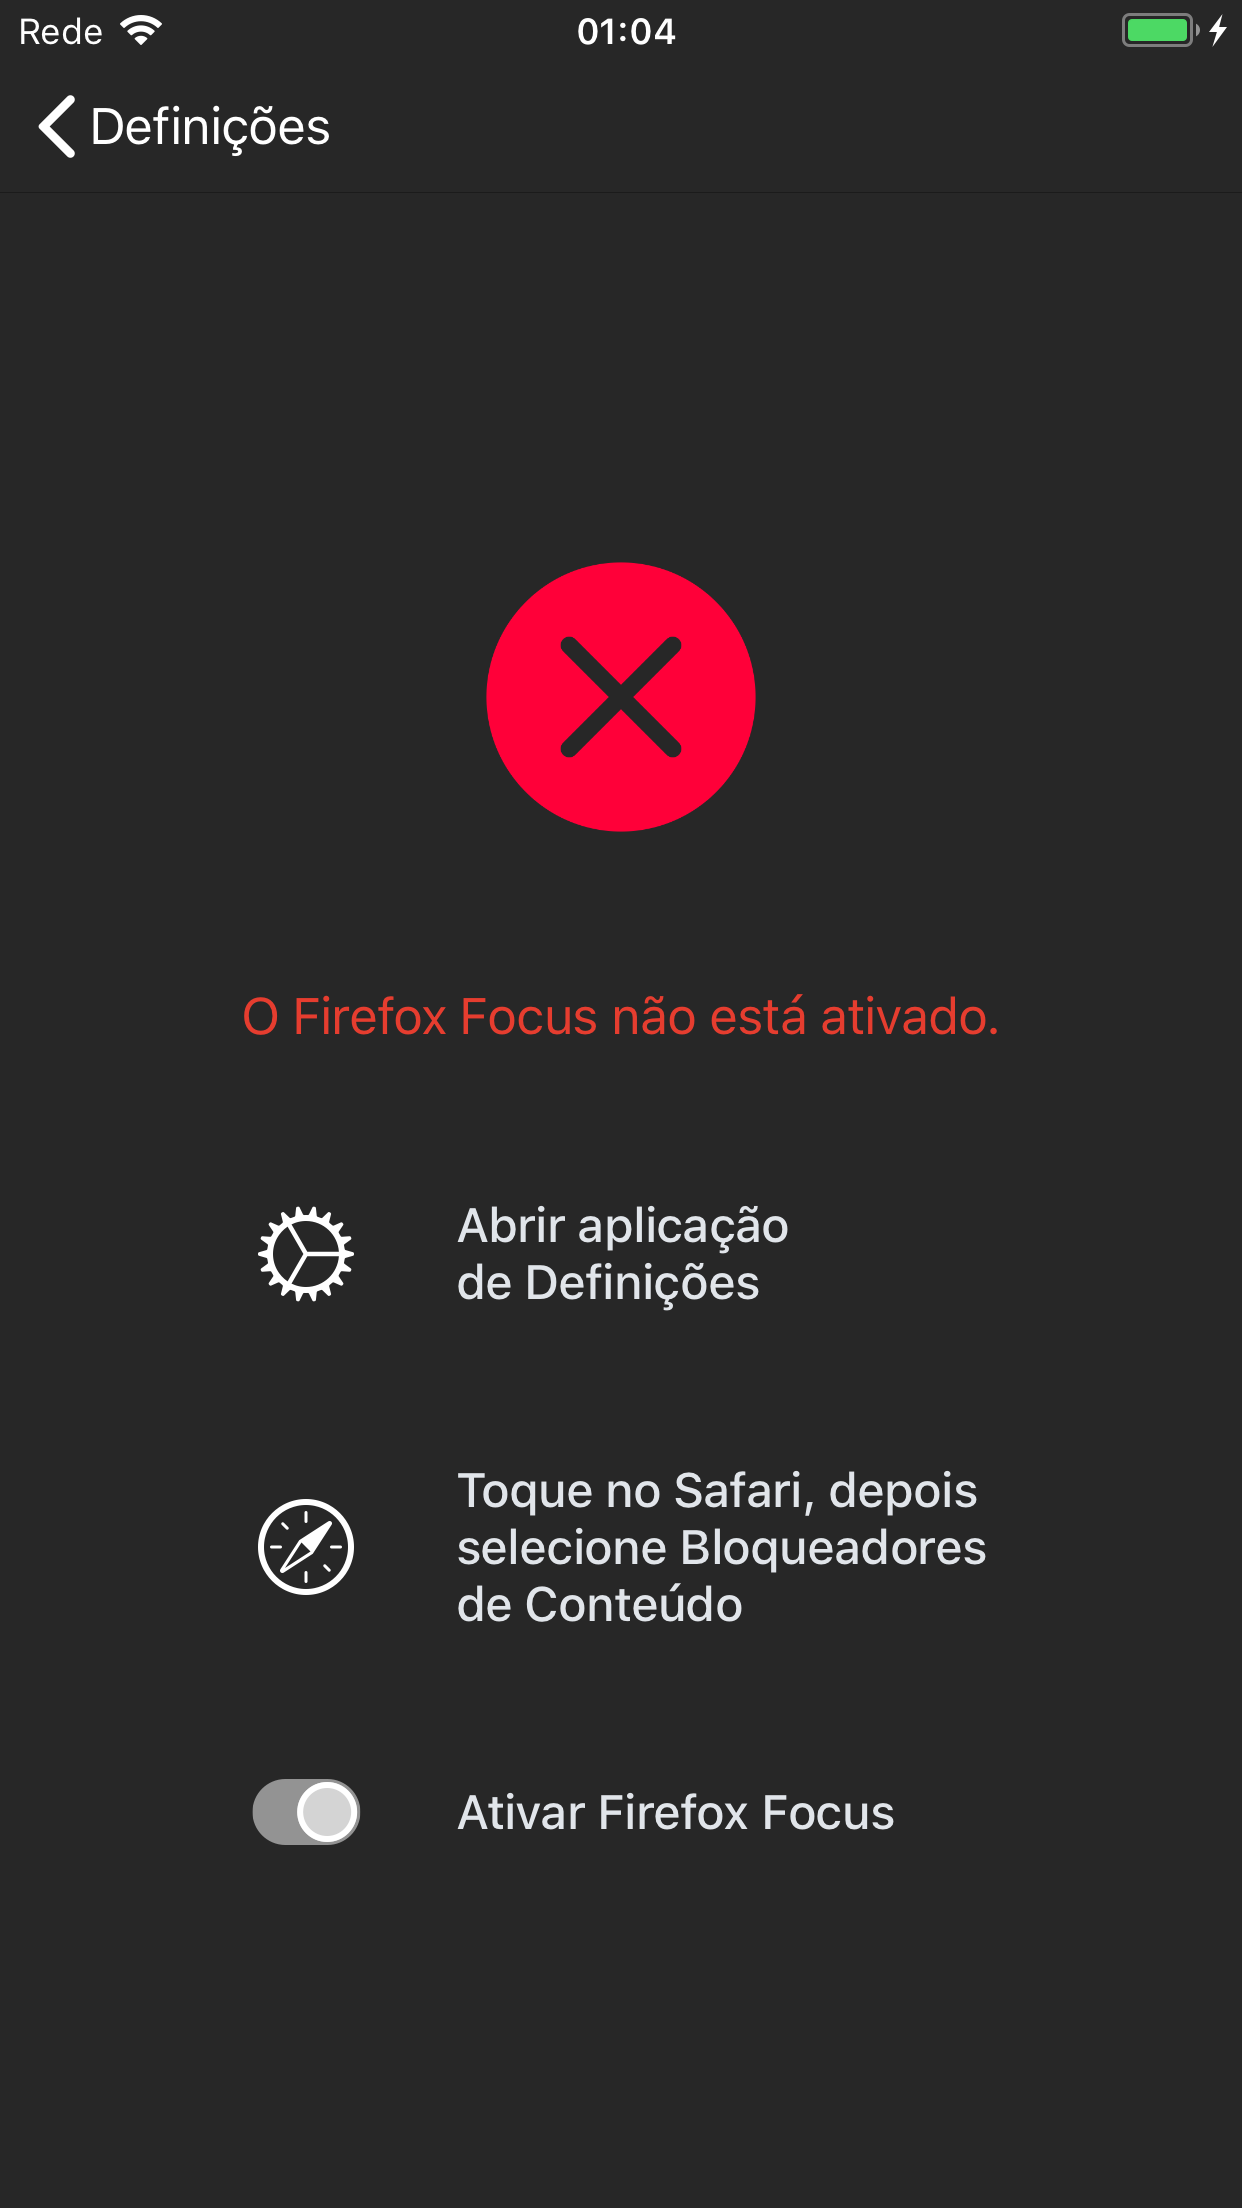 Rede 01:04
Definições
O Firefox Focus não está ativado.
Abrir aplicação
de Definições
Toque no Safari, depois
selecione Bloqueadores
de Conteúdo
Ativar Firefox Focus